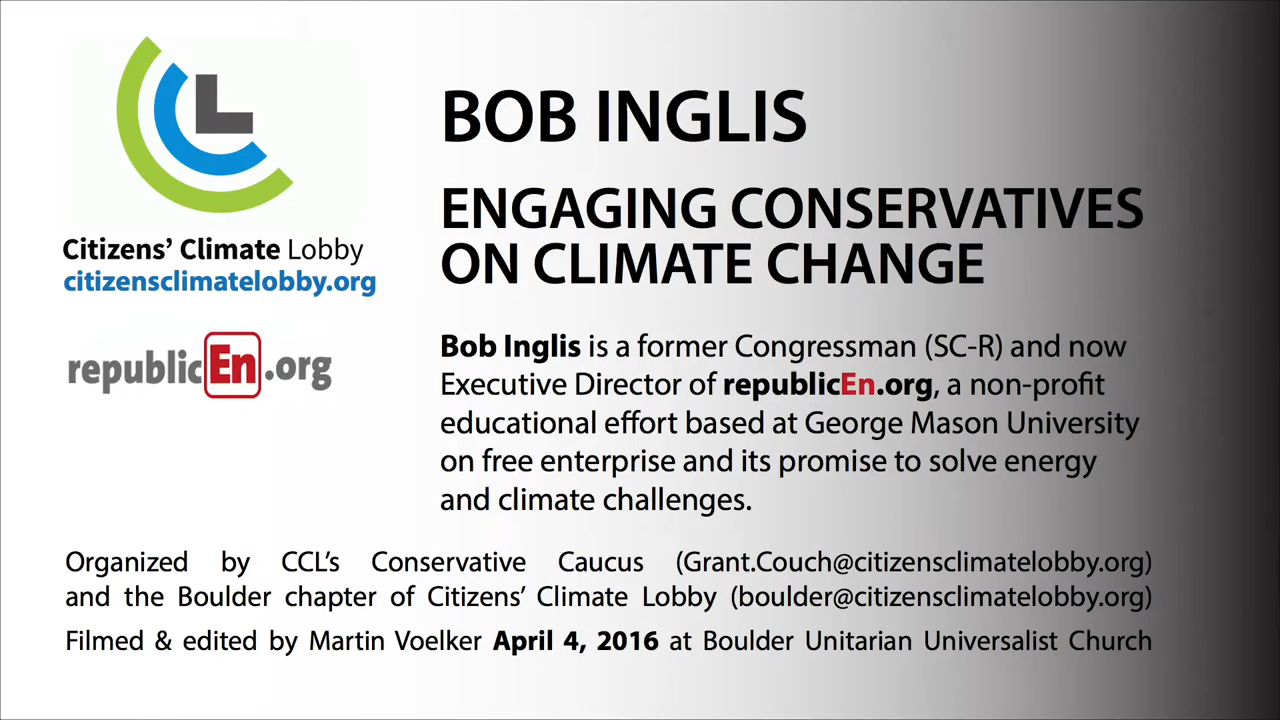 CL
Citizens’ Climate Lobby
citizensclimatelobby.org
republicEn.org
BOB INGLIS
ENGAGING CONSERVATIVES
ON CLIMATE CHANGE
Bob Inglis is a former Congressman (SC-R) and now
Executive Director of republicEn.org, a non-profit
educational effort based at George Mason University
on free enterprise and its promise to solve energy
and climate challenges.
Organized by CCL’s Conservative Caucus (Grant.Couch@citizensclimatelobby.org)
and the Boulder chapter of Citizens’ Climate Lobby (boulder@citizensclimatelobby.org)
Filmed & edited by Martin Voelker April 4, 2016 at Boulder Unitarian Universalist Church